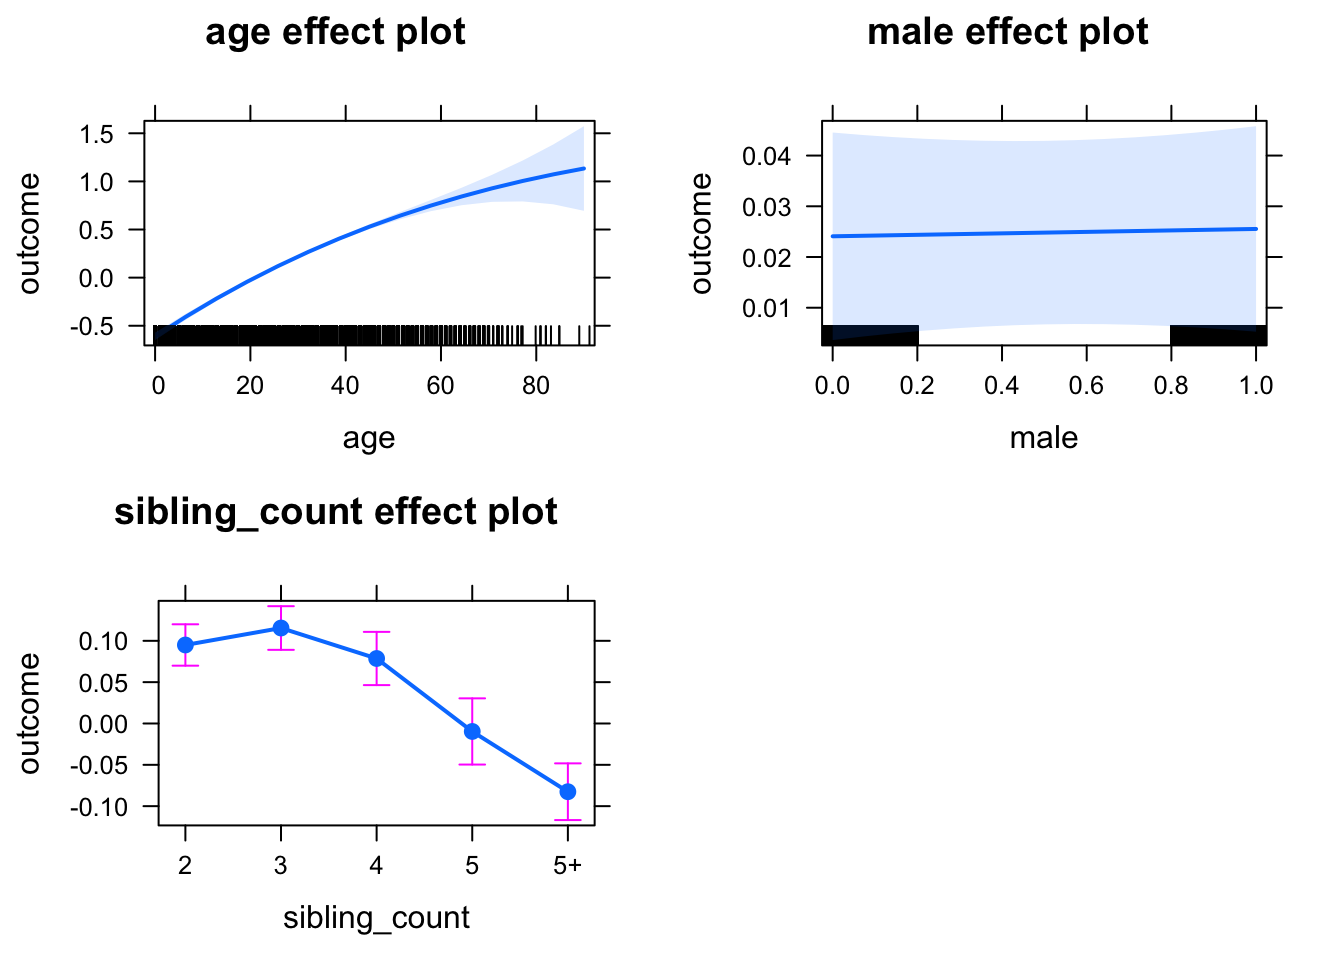 age effect plot
outcome
1.5
1.0
0.5
0.0
-0.5
0 20 40 60 80
age
male effect plot
outcome
0.04
0.03
0.02
0.01
0.0 0.2 0.4 0.6 0.8 1.0
male
sibling_count effect plot
outcome
0.10
0.05
0.00
-0.05
-0.10
2 3 4 5 5+
sibling_count